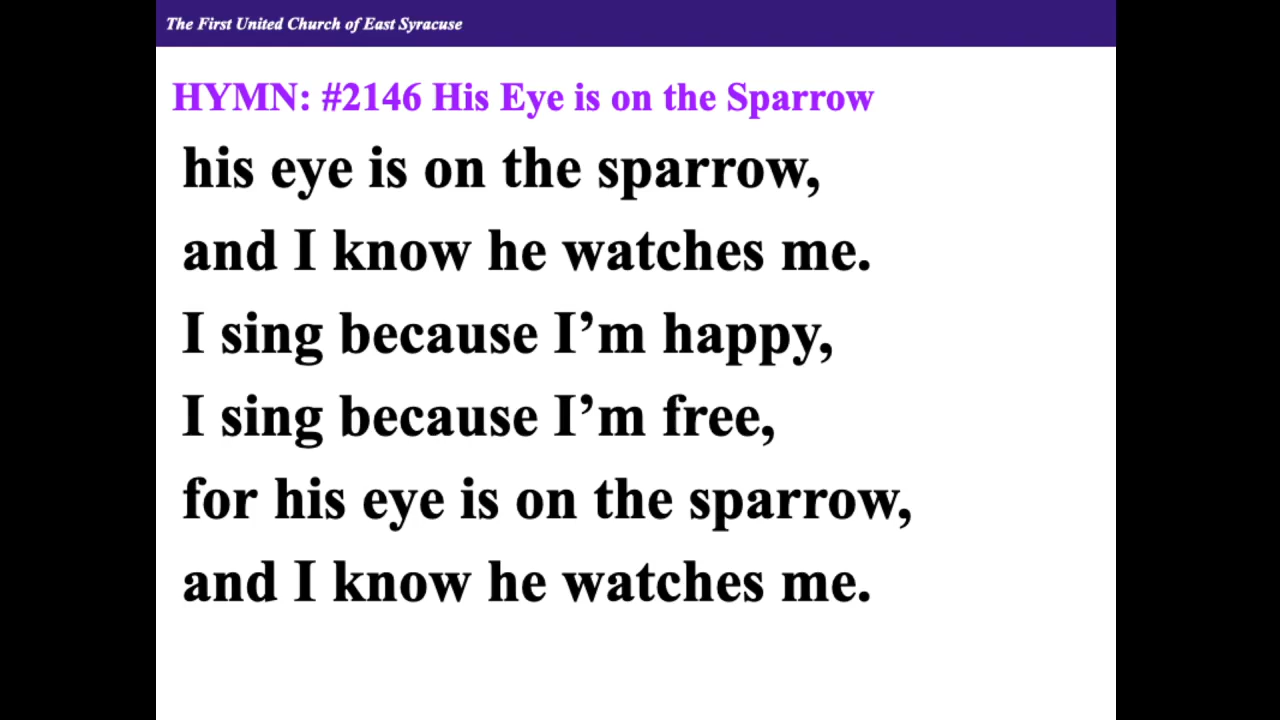 The First United Church of East Syracuse
HYMN: #2146 His Eye is on the Sparrow
his eye is on the sparrow,
and I know he watches me.
I sing because I’m happy,
I sing because I’m free,
for his eye is on the sparrow,
and I know he watches me.